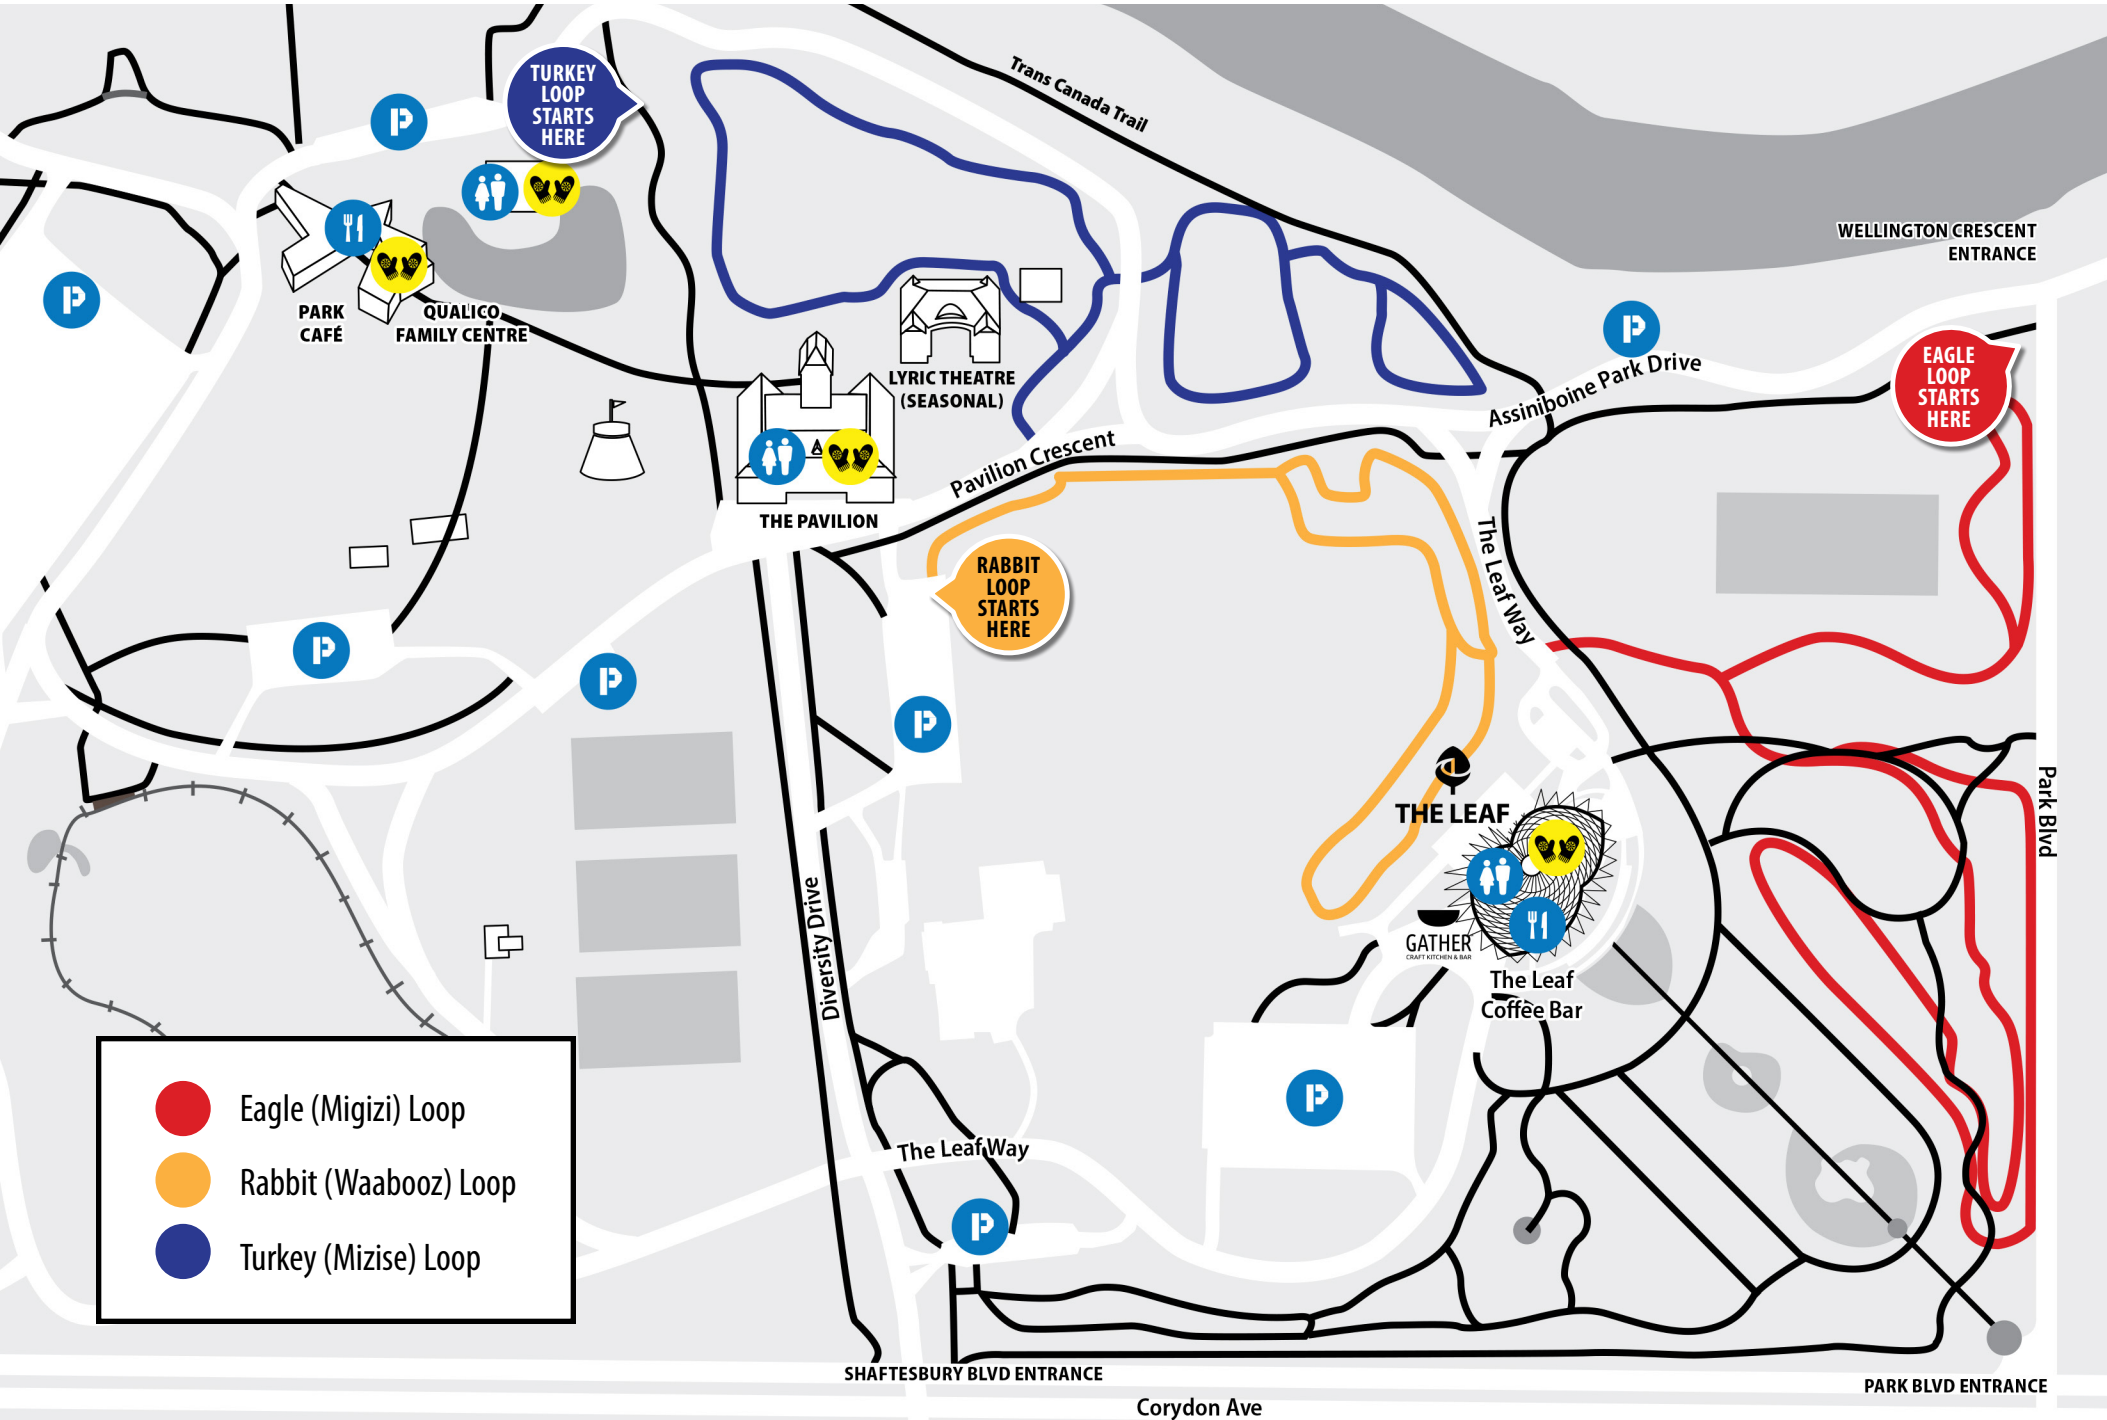 TURKEY
LOOP
STARTS
HERE
Trans Canada Trail
WELLINGTON CRESCENT
ENTRANCE
P
P
P
PARK
CAFÉ
QUALICO
FAMILY CENTRE
LYRIC THEATRE
(SEASONAL)
Assiniboine Park Drive
EAGLE
LOOP
STARTS
HERE
Pavilion Crescent
THE PAVILION
The Leaf Way
RABBIT
LOOP
STARTS
HERE
P
P
P
Park Blvd
THE LEAF
Diversity Drive
GATHER
CRAFT KITCHEN & BAR
The Leaf
Coffee Bar
P
Eagle (Migizi) Loop
Rabbit (Waabooz) Loop
Turkey (Mizise) Loop
The Leaf Way
P
SHAFTESBURY BLVD ENTRANCE
PARK BLVD ENTRANCE
Corydon Ave